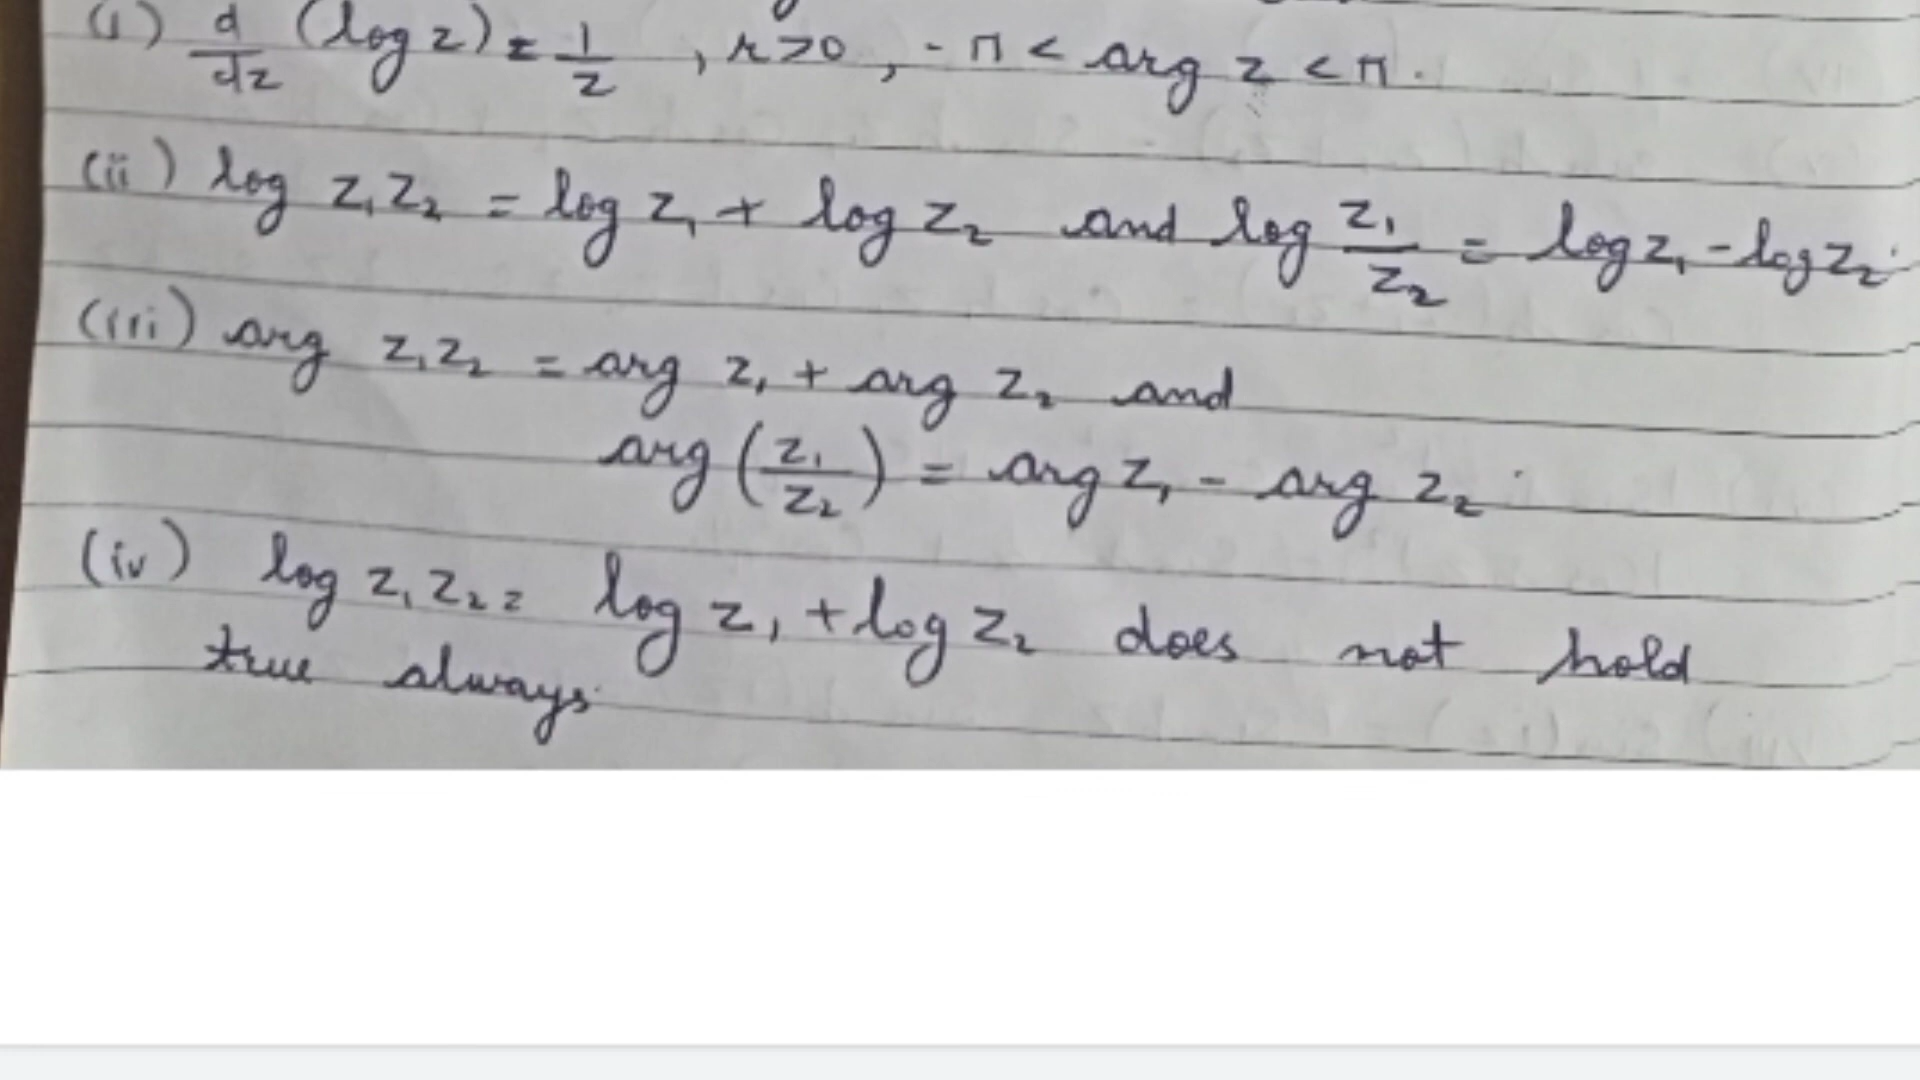 (i) d/dz (log z) = 1/z , r>0 , -π < arg z < π.
(ii) log z₁z₂ = log z₁ + log z₂ and log z₁/z₂ = log z₁ - log z₂.
(iii) arg z₁z₂ = arg z₁ + arg z₂ and
arg (z₁/z₂) = arg z₁ - arg z₂.
(iv) log z₁z₂ = log z₁ + log z₂ does not hold
true always.